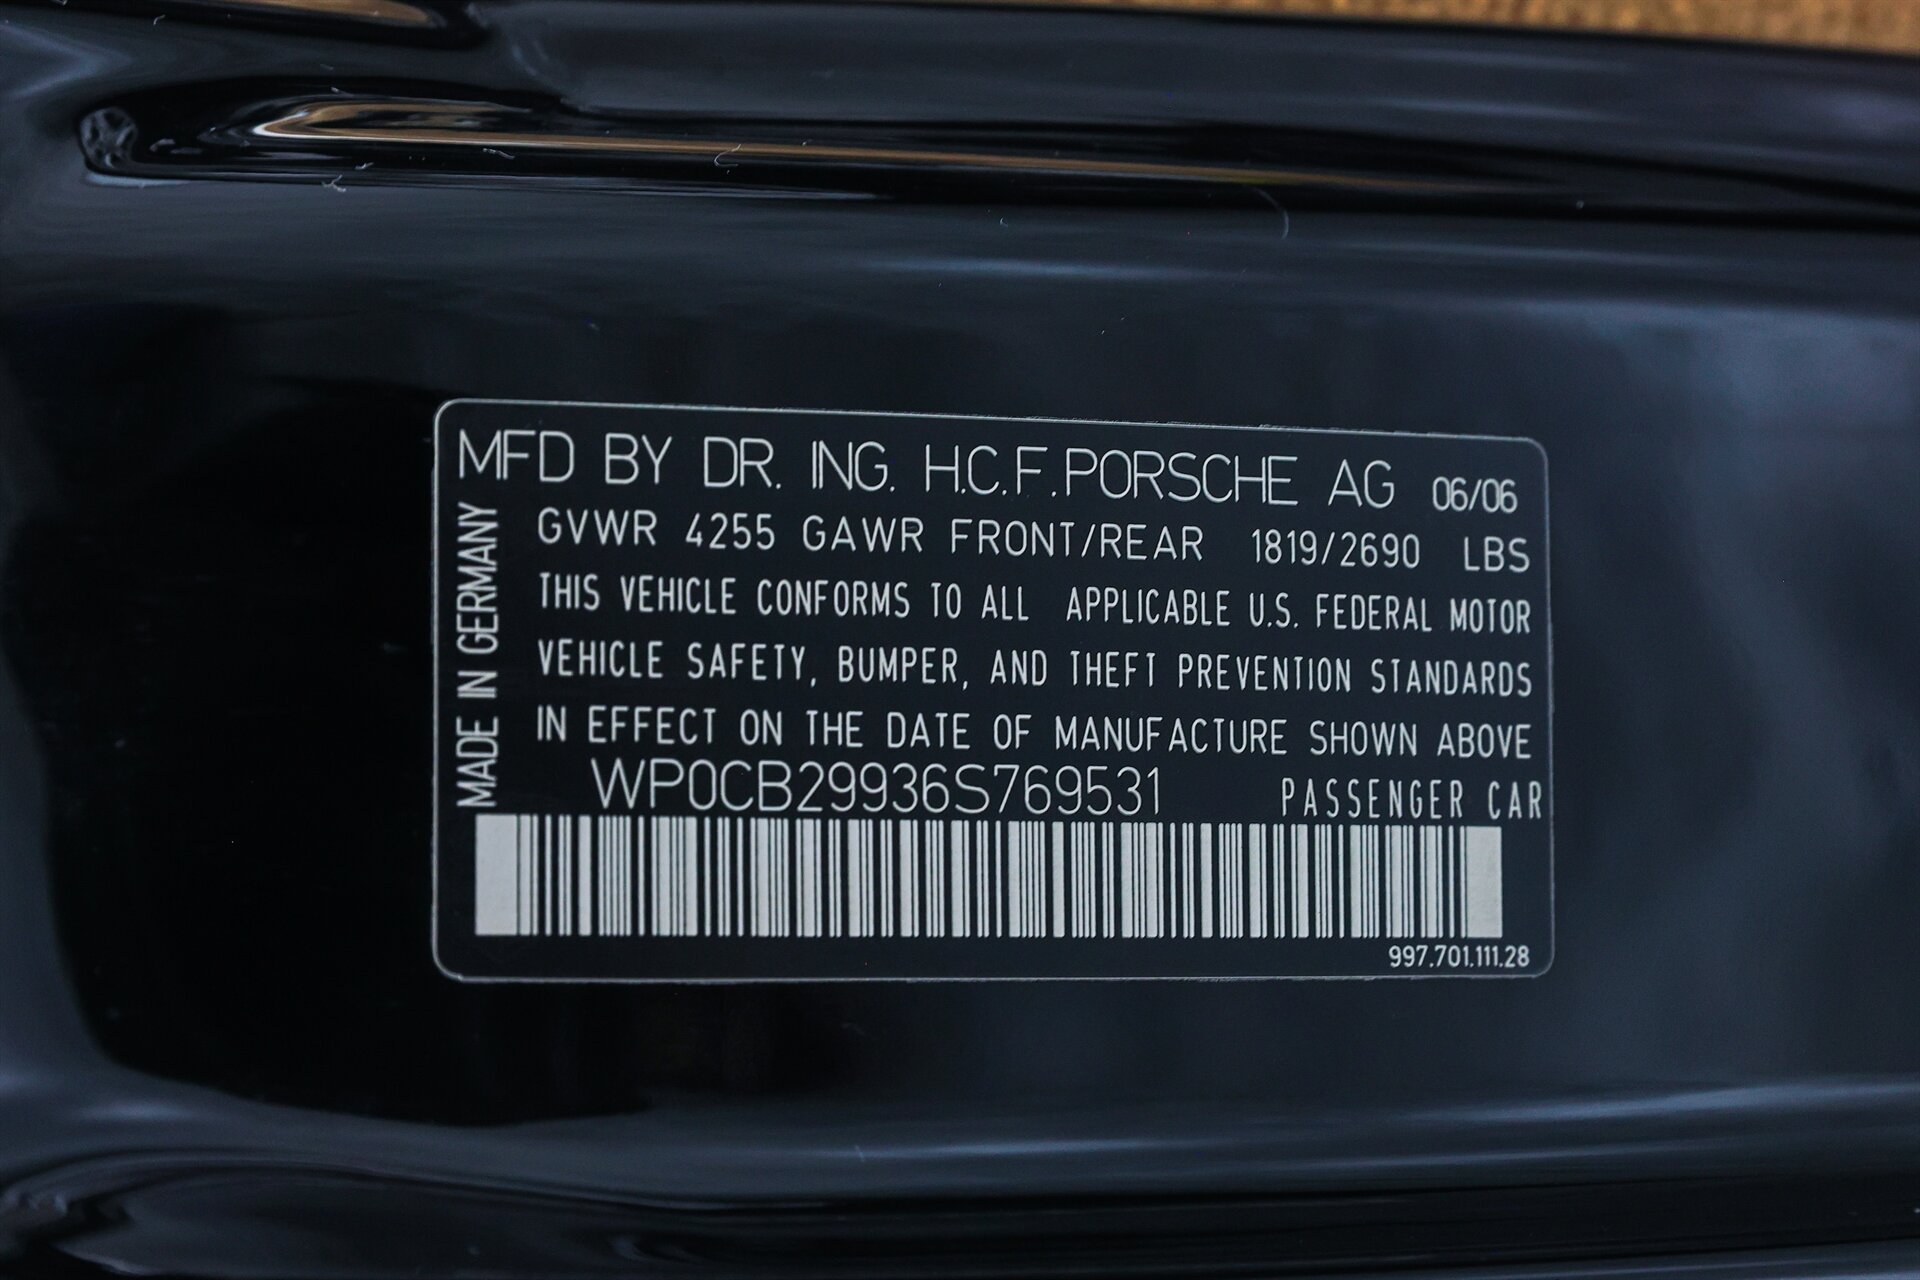 MFD BY DR. ING. H.C.F.PORSCHE AG 06/06
GVWR 4255 GAWR FRONT/REAR 1819/2690 LBS
THIS VEHICLE CONFORMS TO ALL APPLICABLE U.S. FEDERAL MOTOR
VEHICLE SAFETY, BUMPER, AND THEFT PREVENTION STANDARDS
IN EFFECT ON THE DATE OF MANUFACTURE SHOWN ABOVE
WP0CB29936S769531 PASSENGER CAR
997.701.111.28
MADE IN GERMANY